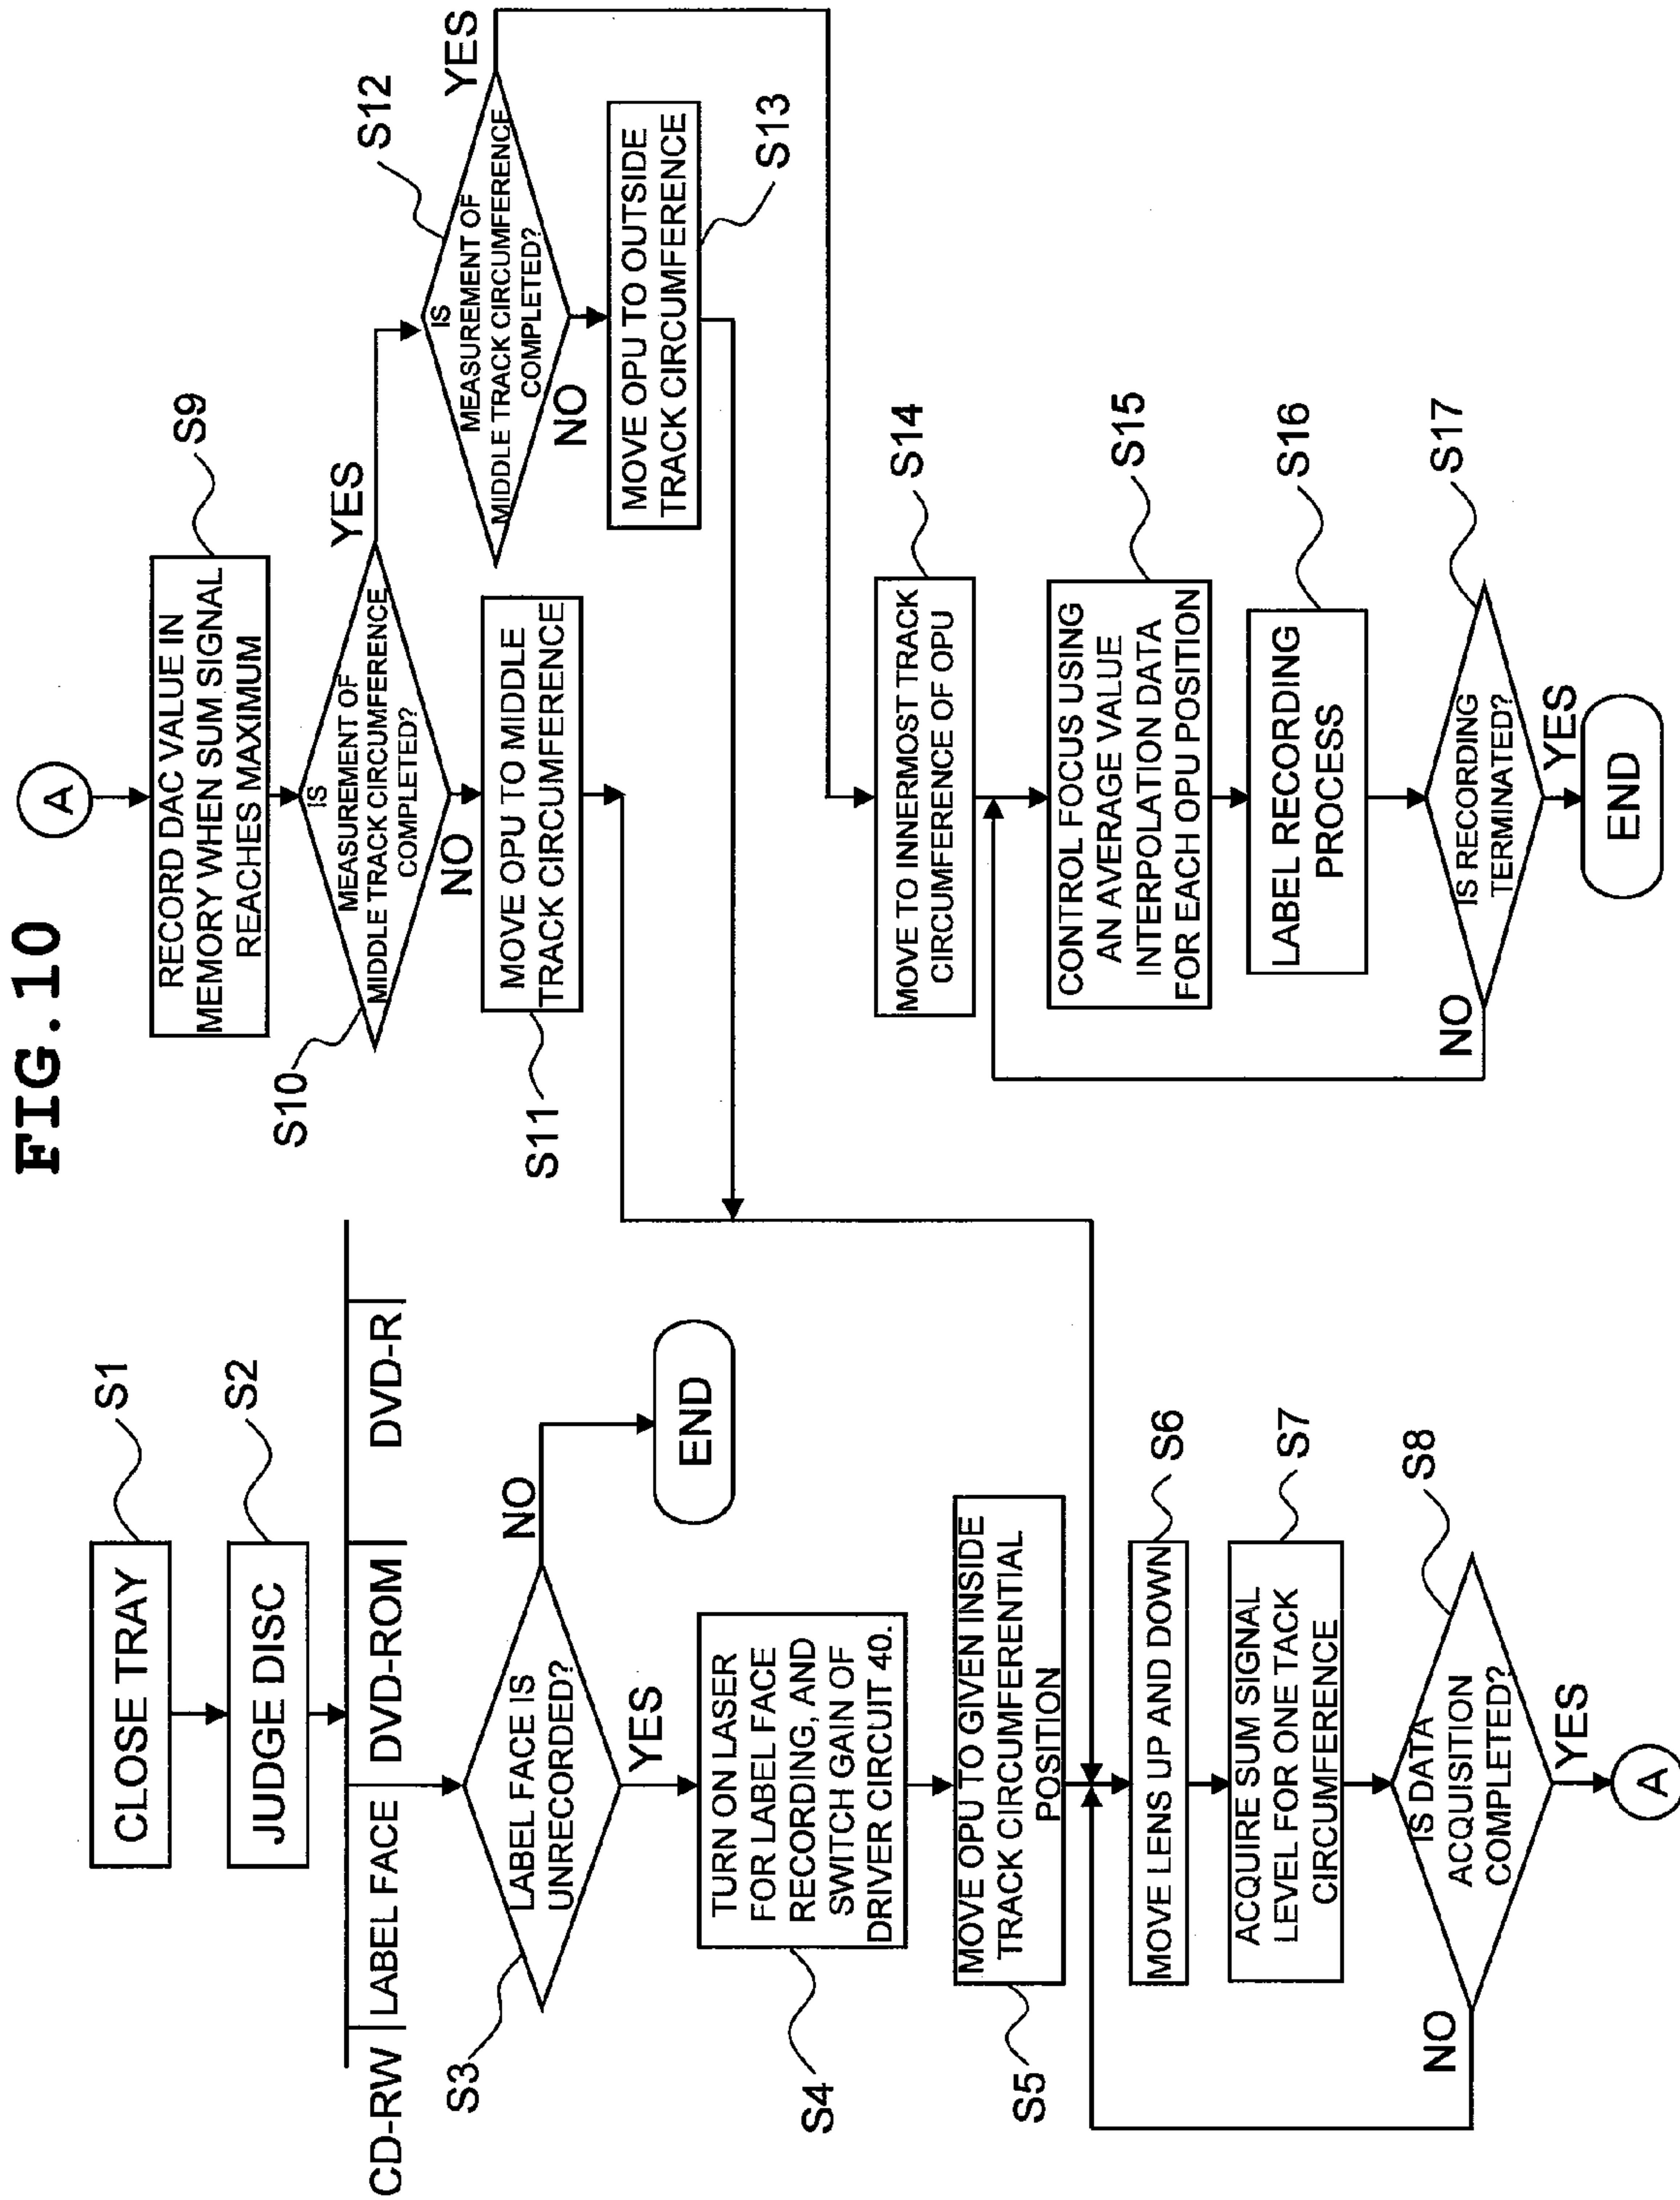 FIG.10
CLOSE TRAY
S1
JUDGE DISC
S2
CD-RW
LABEL FACE
DVD-ROM
DVD-R
LABEL FACE IS
UNRECORDED?
S3
NO
END
YES
TURN ON LASER
FOR LABEL FACE
RECORDING, AND
SWITCH GAIN OF
DRIVER CIRCUIT 40.
S4
MOVE OPU TO GIVEN INSIDE
TRACK CIRCUMFERENTIAL
POSITION
S5
MOVE LENS UP AND DOWN
S6
ACQUIRE SUM SIGNAL
LEVEL FOR ONE TACK
CIRCUMFERENCE
S7
IS DATA
ACQUISITION
COMPLETED?
S8
NO
YES
A
A
RECORD DAC VALUE IN
MEMORY WHEN SUM SIGNAL
REACHES MAXIMUM
S9
IS
MEASUREMENT OF
MIDDLE TRACK CIRCUMFERENCE
COMPLETED?
S10
YES
NO
MOVE OPU TO MIDDLE
TRACK CIRCUMFERENCE
S11
IS
MEASUREMENT OF
MIDDLE TRACK CIRCUMFERENCE
COMPLETED?
S12
YES
NO
MOVE OPU TO OUTSIDE
TRACK CIRCUMFERENCE
S13
MOVE TO INNERMOST TRACK
CIRCUMFERENCE OF OPU
S14
CONTROL FOCUS USING
AN AVERAGE VALUE
INTERPOLATION DATA
FOR EACH OPU POSITION
S15
LABEL RECORDING
PROCESS
S16
IS RECORDING
TERMINATED?
S17
NO
YES
END